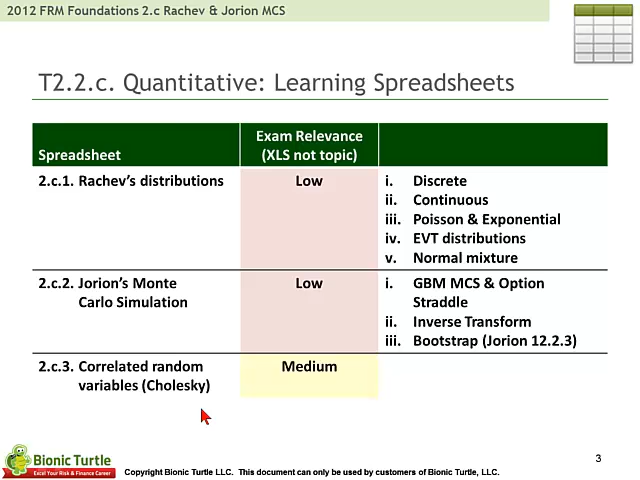 2012 FRM Foundations 2.c Rachev & Jorion MCS
T2.2.c. Quantitative: Learning Spreadsheets
Spreadsheet
Exam Relevance
(XLS not topic)
2.c.1. Rachev's distributions
Low
i. Discrete
ii. Continuous
iii. Poisson & Exponential
iv. EVT distributions
v. Normal mixture
2.c.2. Jorion's Monte
Carlo Simulation
Low
i. GBM MCS & Option
Straddle
ii. Inverse Transform
iii. Bootstrap (Jorion 12.2.3)
2.c.3. Correlated random
variables (Cholesky)
Medium
3
Bionic Turtle
Excel Your Risk & Finance Career
Copyright Bionic Turtle LLC. This document can only be used by customers of Bionic Turtle, LLC.